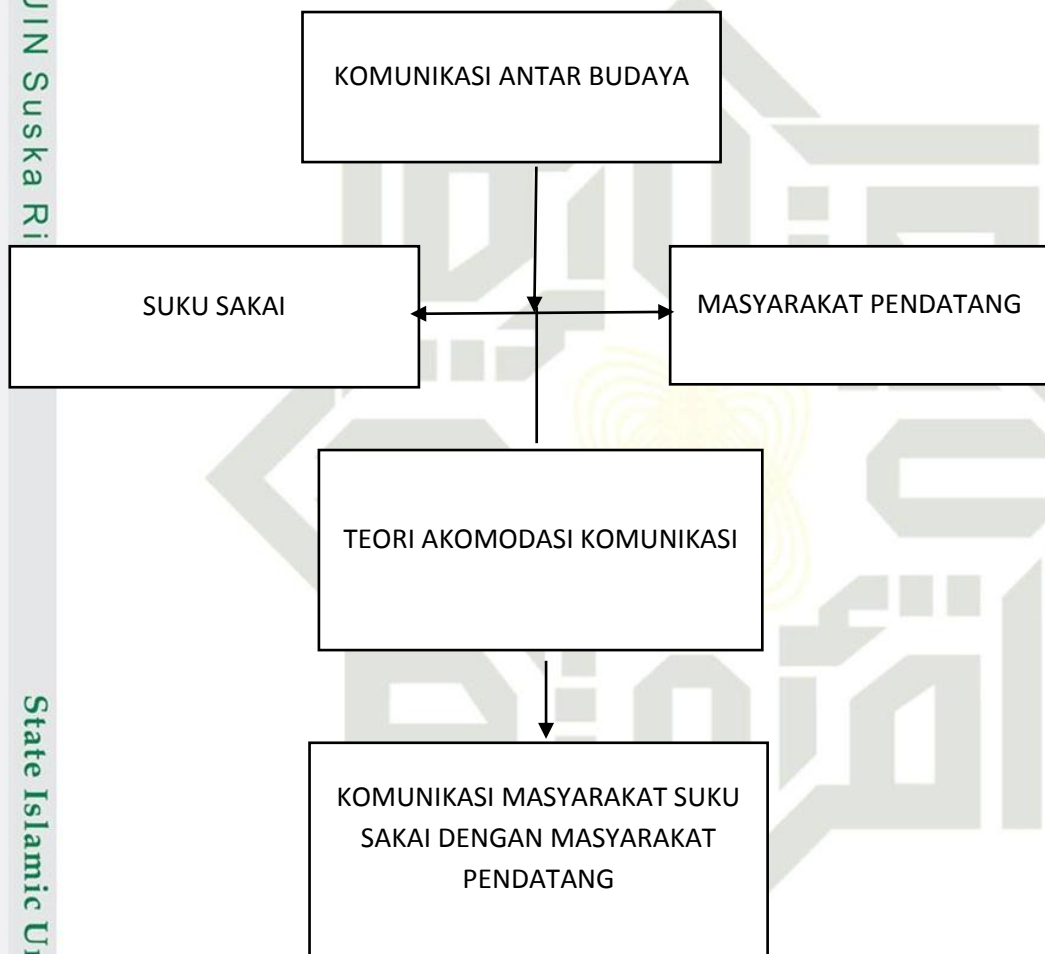 UIN Suska Ri
KOMUNIKASI ANTAR BUDAYA
SUKU SAKAI
MASYARAKAT PENDATANG
TEORI AKOMODASI KOMUNIKASI
KOMUNIKASI MASYARAKAT SUKU
SAKAI DENGAN MASYARAKAT
PENDATANG
State Islamic